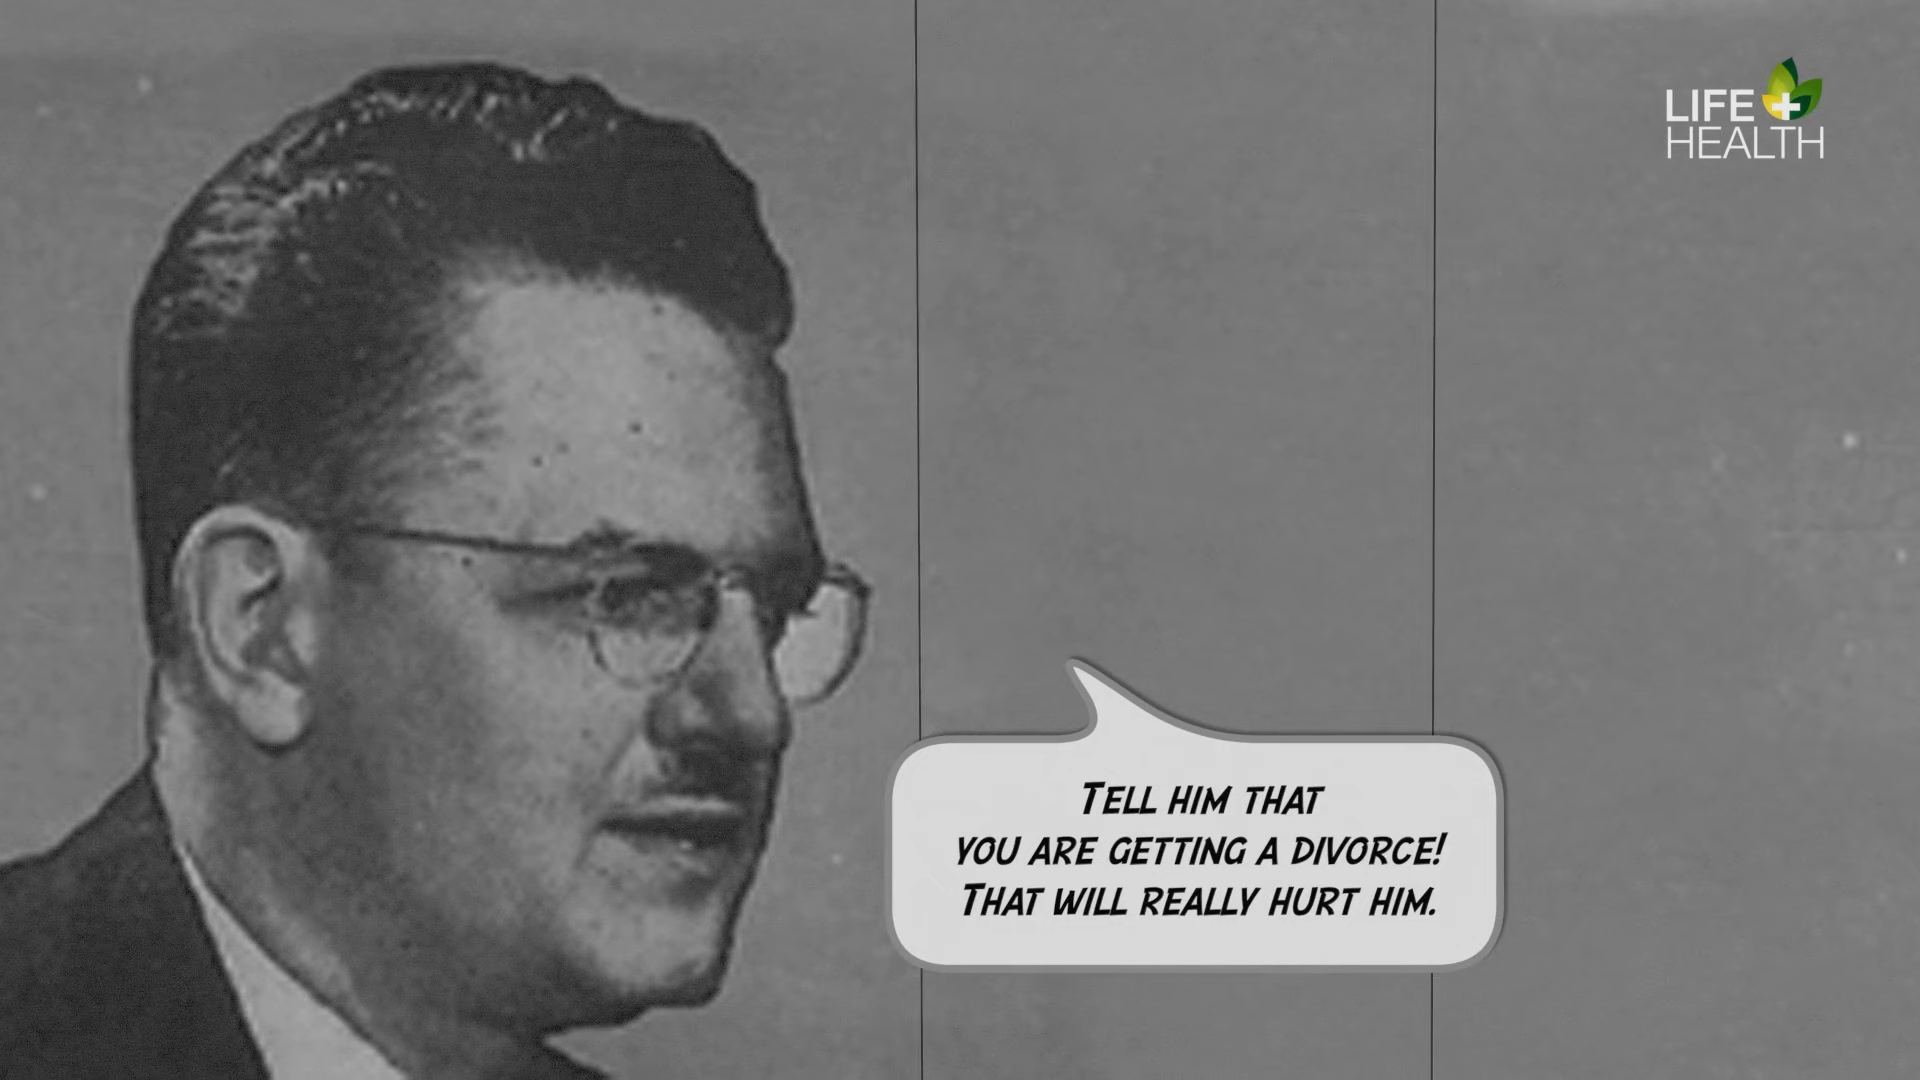 LIFE
HEALTH
TELL HIM THAT
YOU ARE GETTING A DIVORCE!
THAT WILL REALLY HURT HIM.